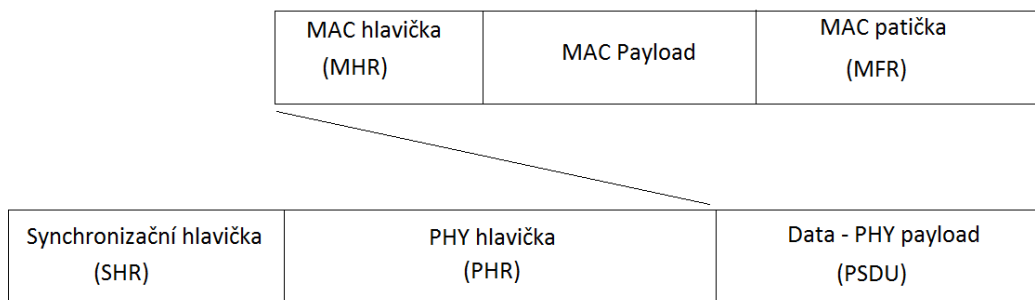 MAC hlavička
(MHR)
MAC Payload
MAC patička
(MFR)
Synchronizační hlavička
(SHR)
PHY hlavička
(PHR)
Data - PHY payload
(PSDU)